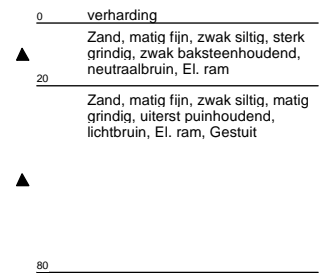 0 verharding
Zand, matig fijn, zwak siltig, sterk
grindig, zwak baksteenhoudend,
neutraalbruin, El. ram
20
Zand, matig fijn, zwak siltig, matig
grindig, uiterst puinhoudend,
lichtbruin, El. ram, Gestuit
80